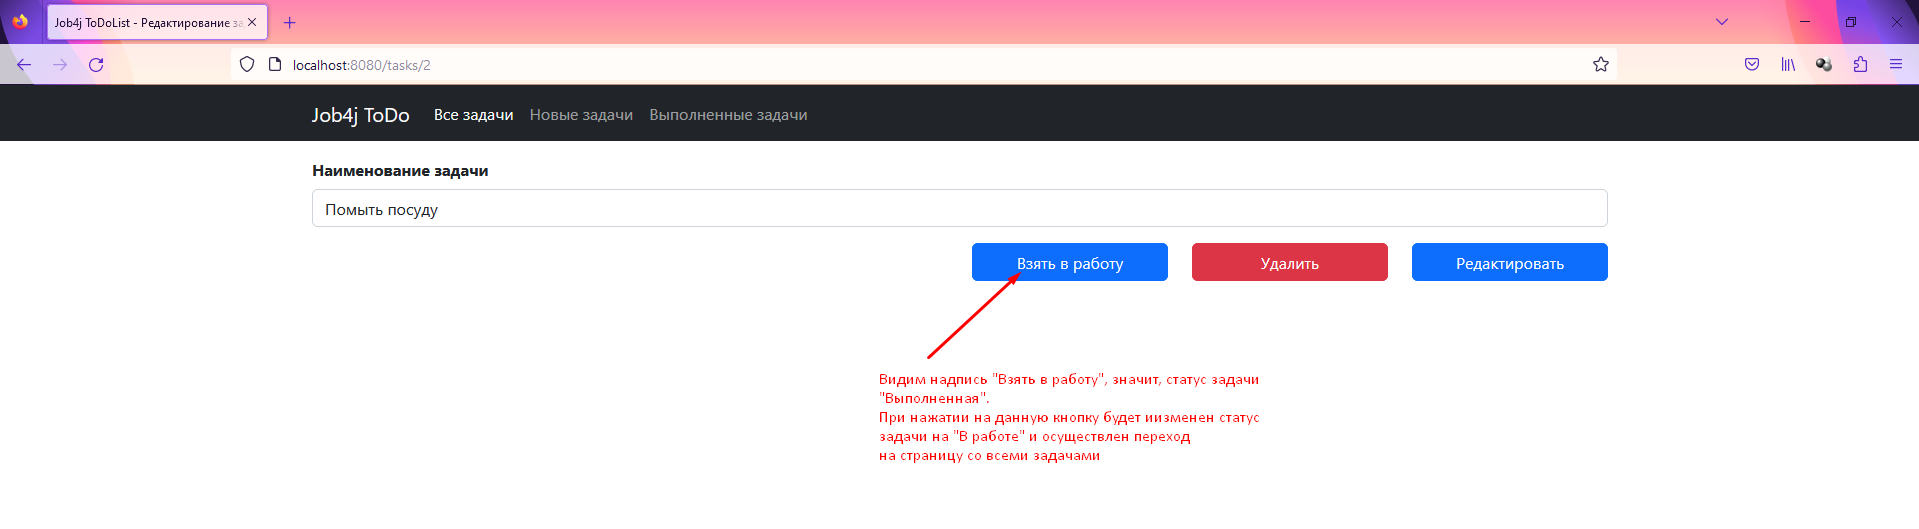 Job4j ToDoList - Редактирование за
localhost:8080/tasks/2
Job4j ToDo Все задачи Новые задачи Выполненные задачи
Наименование задачи
Помыть посуду
Взять в работу Удалить Редактировать
Видим надпись "Взять в работу", значит, статус задачи
"Выполненная".
При нажатии на данную кнопку будет иизменен статус
задачи на "В работе" и осуществлен переход
на страницу со всеми задачами